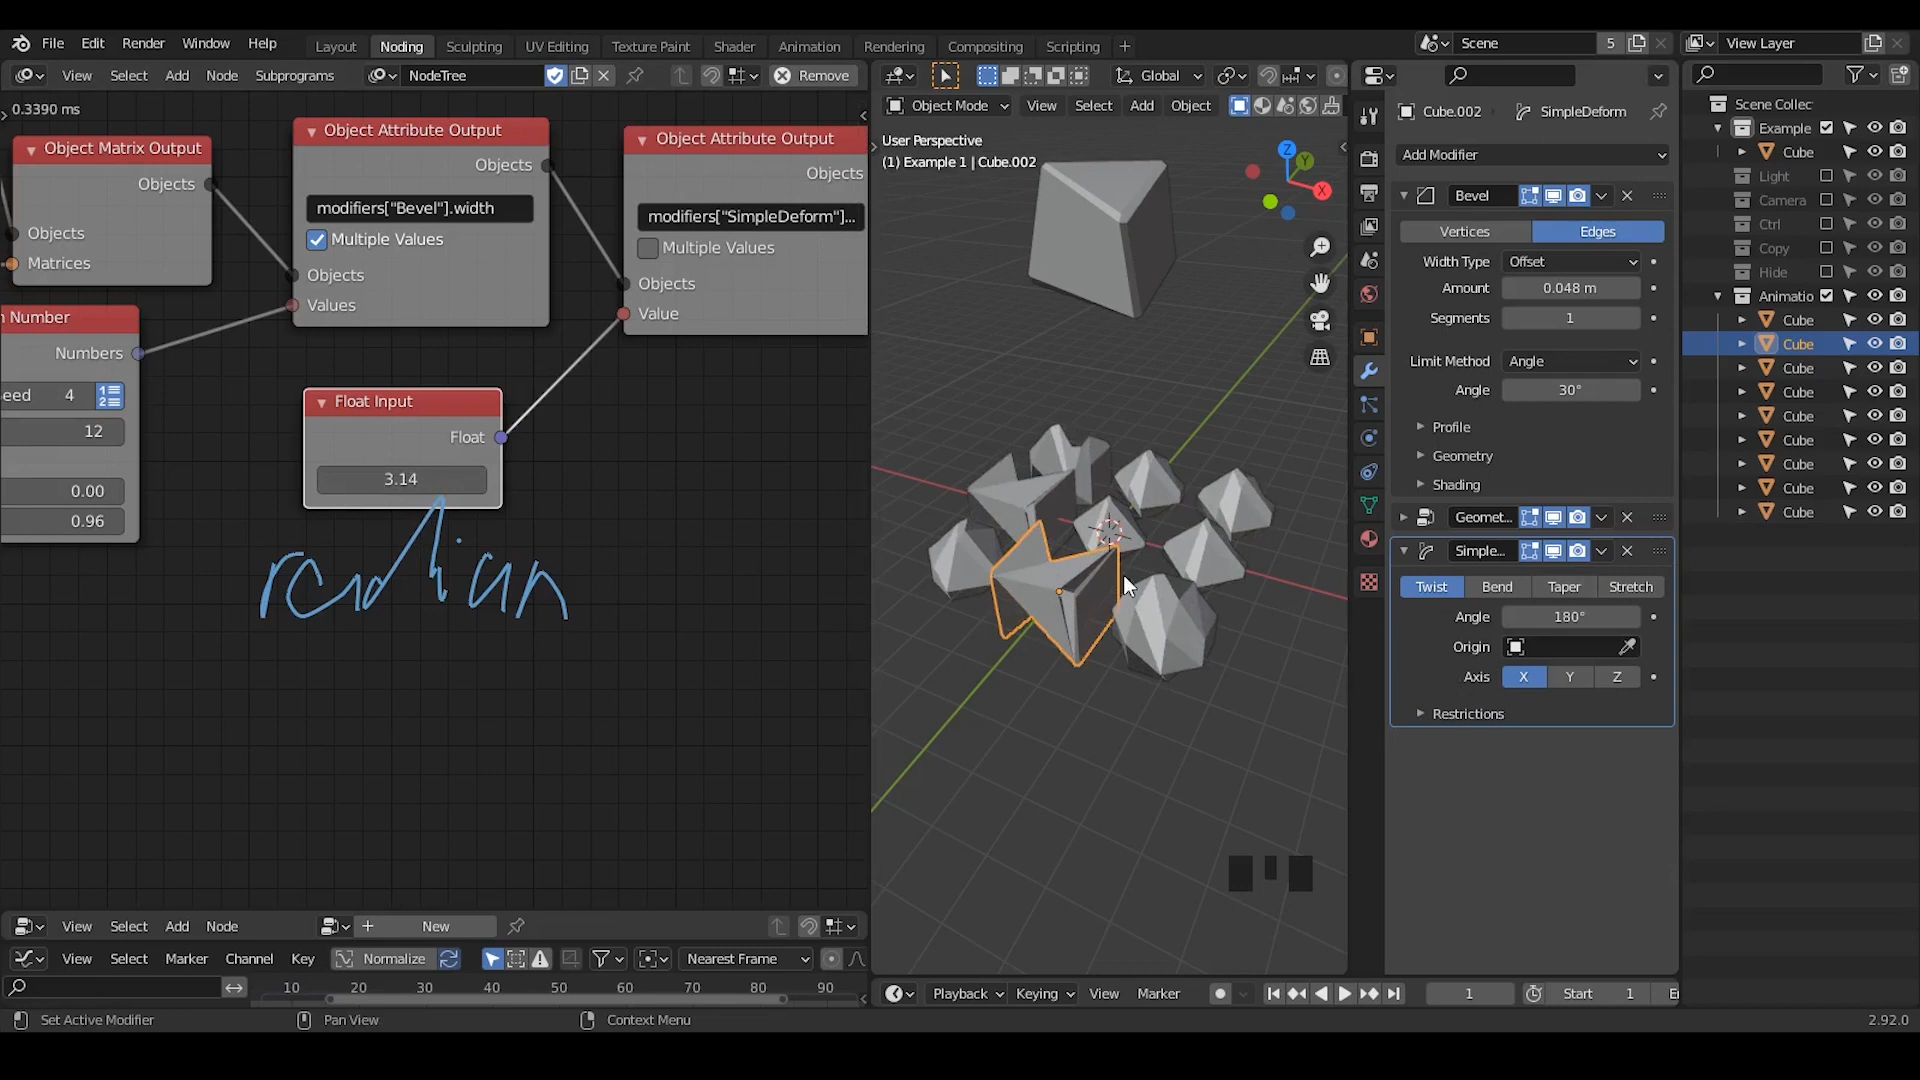 File Edit Render Window Help Layout Noding Sculpting UV Editing Texture Paint Shader Animation Rendering Compositing Scripting + Scene 5 View Layer
View Select Add Node Subprograms NodeTree Remove Global
0.3390 ms
Object Mode View Select Add Object
Cube.002 SimpleDeform
Add Modifier
Object Matrix Output
Objects
Objects
Matrices
n Number
Numbers
eed 4
12
0.00
0.96
Object Attribute Output
Objects
modifiers["Bevel"].width
Multiple Values
Objects
Values
Float Input
Float
3.14
radian
Object Attribute Output
Objects
modifiers["SimpleDeform"]...
Multiple Values
Objects
Value
User Perspective
(1) Example 1 | Cube.002
Z
Y
X
Bevel
Vertices Edges
Width Type Offset
Amount 0.048 m
Segments 1
Limit Method Angle
Angle 30°
Profile
Geometry
Shading
Geomet...
Simple...
Twist Bend Taper Stretch
Angle 180°
Origin
Axis X Y Z
Restrictions
Scene Collec
Example
Cube
Light
Camera
Ctrl
Copy
Hide
Animatio
Cube
Cube
Cube
Cube
Cube
Cube
Cube
Cube
Cube
View Select Add Node + New
View Select Marker Channel Key Normalize Nearest Frame
10 20 30 40 50 60 70 80 90
Playback Keying View Marker 1 Start 1 E
Set Active Modifier Pan View Context Menu 2.92.0